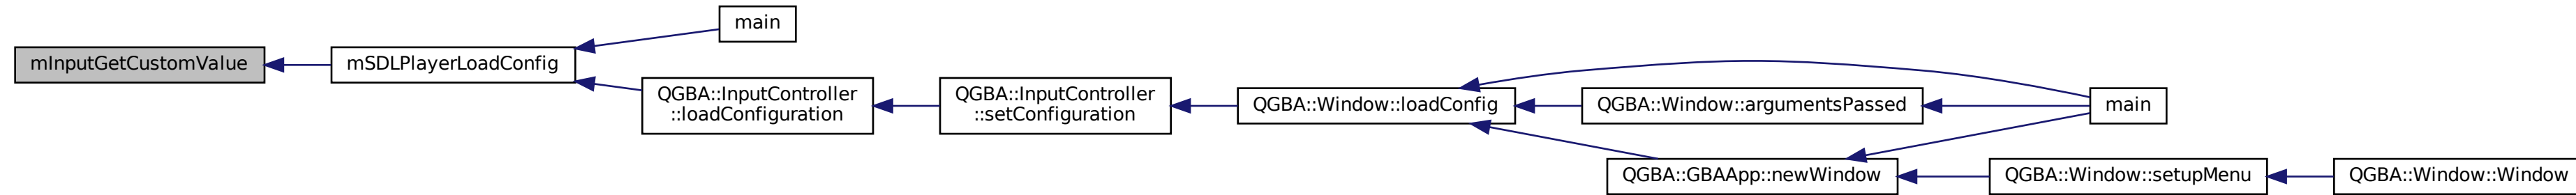 main
mInputGetCustomValue
mSDLPlayerLoadConfig
QGBA::InputController
::loadConfiguration
QGBA::InputController
::setConfiguration
QGBA::Window::loadConfig
QGBA::Window::argumentsPassed
main
QGBA::GBAApp::newWindow
QGBA::Window::setupMenu
QGBA::Window::Window